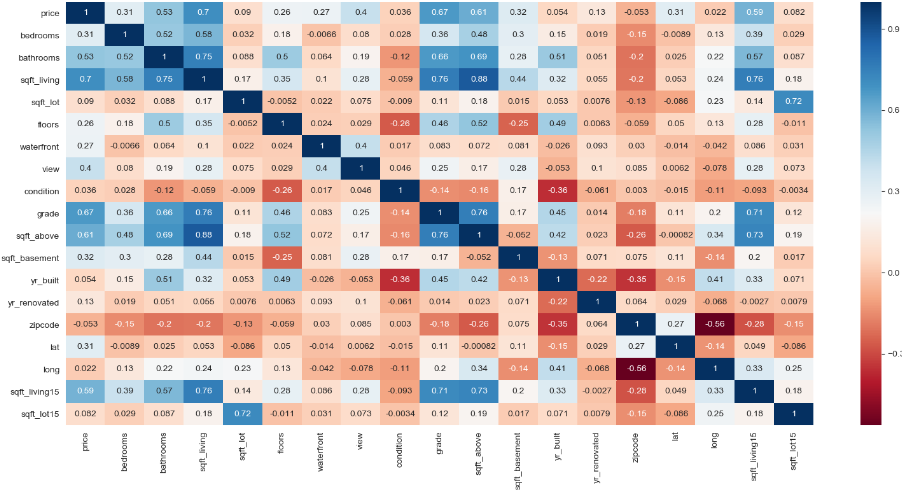 price 1 0.31 0.53 0.7 0.09 0.26 0.27 0.4 0.036 0.67 0.61 0.32 0.054 0.13 -0.053 0.31 0.022 0.59 0.082
bedrooms 0.31 1 0.52 0.58 0.032 0.18 -0.0066 0.08 0.028 0.36 0.48 0.3 0.15 0.019 -0.15 -0.0089 0.13 0.39 0.029
bathrooms 0.53 0.52 1 0.75 0.088 0.5 0.064 0.19 -0.12 0.66 0.69 0.28 0.51 0.051 -0.2 0.025 0.22 0.57 0.087
sqft_living 0.7 0.58 0.75 1 0.17 0.35 0.1 0.28 -0.059 0.76 0.88 0.44 0.32 0.055 -0.2 0.053 0.24 0.76 0.18
sqft_lot 0.09 0.032 0.088 0.17 1 -0.0052 0.022 0.075 -0.009 0.11 0.18 0.015 0.053 0.0076 -0.13 -0.086 0.23 0.14 0.72
floors 0.26 0.18 0.5 0.35 -0.0052 1 0.024 0.029 -0.26 0.46 0.52 -0.25 0.49 0.0063 -0.059 0.05 0.13 0.28 -0.011
waterfront 0.27 -0.0066 0.064 0.1 0.022 0.024 1 0.4 0.017 0.083 0.072 0.081 -0.026 0.093 0.03 -0.014 -0.042 0.086 0.031
view 0.4 0.08 0.19 0.28 0.075 0.029 0.4 1 0.046 0.25 0.17 0.28 -0.053 0.1 0.085 0.0062 -0.078 0.28 0.073
condition 0.036 0.028 -0.12 -0.059 -0.009 -0.26 0.017 0.046 1 -0.14 -0.16 0.17 -0.36 -0.061 0.003 -0.015 -0.11 -0.093 -0.0034
grade 0.67 0.36 0.66 0.76 0.11 0.46 0.083 0.25 -0.14 1 0.76 0.17 0.45 0.014 -0.18 0.11 0.2 0.71 0.12
sqft_above 0.61 0.48 0.69 0.88 0.18 0.52 0.072 0.17 -0.16 0.76 1 -0.052 0.42 0.023 -0.26 -0.00082 0.34 0.73 0.19
sqft_basement 0.32 0.3 0.28 0.44 0.015 -0.25 0.081 0.28 0.17 0.17 -0.052 1 -0.13 0.071 0.075 0.11 -0.14 0.2 0.017
yr_built 0.054 0.15 0.51 0.32 0.053 0.49 -0.026 -0.053 -0.36 0.45 0.42 -0.13 1 -0.22 -0.35 -0.15 0.41 0.33 0.071
yr_renovated 0.13 0.019 0.051 0.055 0.0076 0.0063 0.093 0.1 -0.061 0.014 0.023 0.071 -0.22 1 0.064 0.029 -0.068 -0.0027 0.0079
zipcode -0.053 -0.15 -0.2 -0.2 -0.13 -0.059 0.03 0.085 0.003 -0.18 -0.26 0.075 -0.35 0.064 1 0.27 -0.56 -0.28 -0.15
lat 0.31 -0.0089 0.025 0.053 -0.086 0.05 -0.014 0.0062 -0.015 0.11 -0.00082 0.11 -0.15 0.029 0.27 1 -0.14 0.049 -0.086
long 0.022 0.13 0.22 0.24 0.23 0.13 -0.042 -0.078 -0.11 0.2 0.34 -0.14 0.41 -0.068 -0.56 -0.14 1 0.33 0.25
sqft_living15 0.59 0.39 0.57 0.76 0.14 0.28 0.086 0.28 -0.093 0.71 0.73 0.2 0.33 -0.0027 -0.28 0.049 0.33 1 0.18
sqft_lot15 0.082 0.029 0.087 0.18 0.72 -0.011 0.031 0.073 -0.0034 0.12 0.19 0.017 0.071 0.0079 -0.15 -0.086 0.25 0.18 1
price bedrooms bathrooms sqft_living sqft_lot floors waterfront view condition grade sqft_above sqft_basement yr_built yr_renovated zipcode lat long sqft_living15 sqft_lot15
0.9
0.6
0.3
0.0